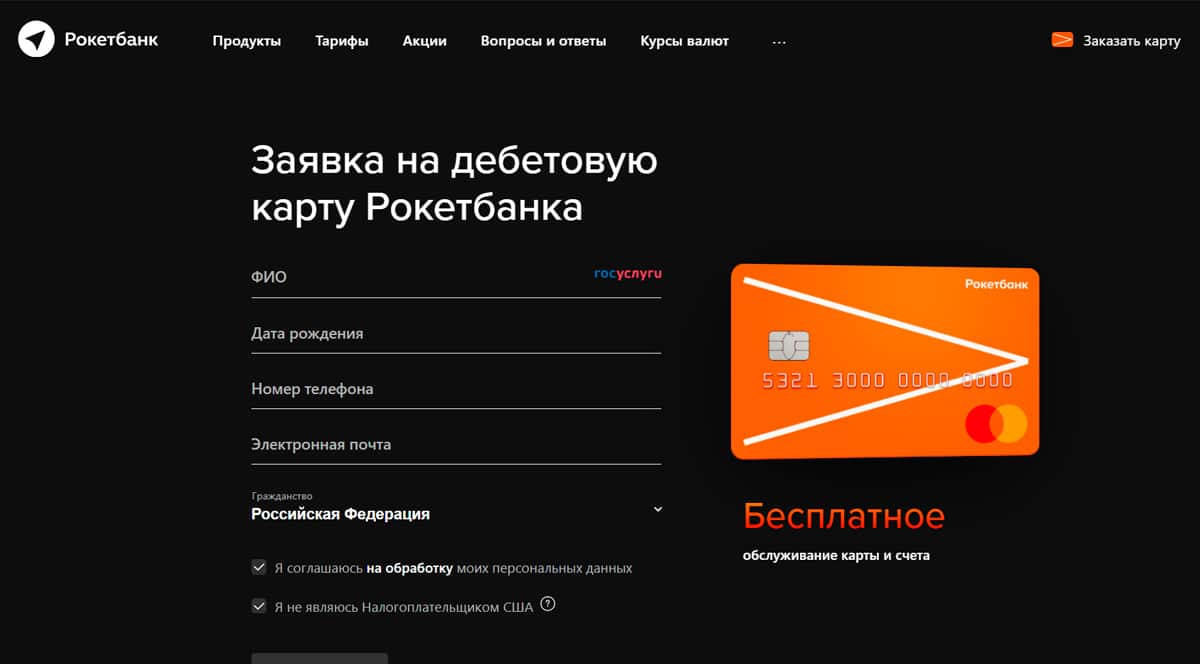 Рокетбанк
Продукты
Тарифы
Акции
Вопросы и ответы
Курсы валют
...
Заказать карту
Заявка на дебетовую
карту Рокетбанка
ФИО
госуслуги
Дата рождения
Номер телефона
Электронная почта
Гражданство
Российская Федерация
Я соглашаюсь на обработку моих персональных данных
Я не являюсь Налогоплательщиком США ?
Рокетбанк
5321 3000 0000 0000
Бесплатное
обслуживание карты и счета